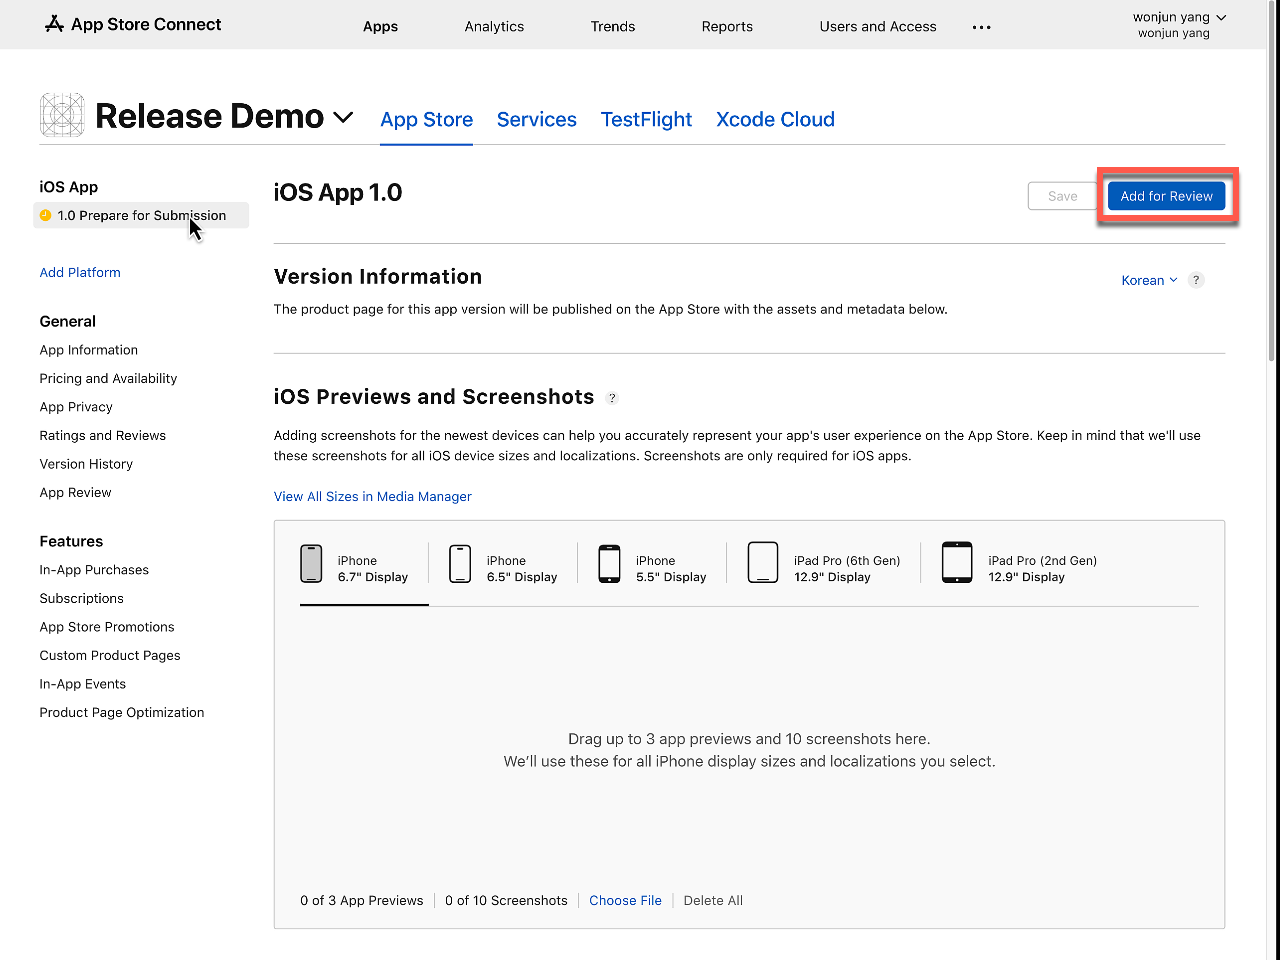 App Store Connect
Apps
Analytics
Trends
Reports
Users and Access
wonjun yang
wonjun yang
Release Demo
App Store
Services
TestFlight
Xcode Cloud
iOS App
1.0 Prepare for Submission
Add Platform
General
App Information
Pricing and Availability
App Privacy
Ratings and Reviews
Version History
App Review
Features
In-App Purchases
Subscriptions
App Store Promotions
Custom Product Pages
In-App Events
Product Page Optimization
iOS App 1.0
Save
Add for Review
Version Information
Korean
?
The product page for this app version will be published on the App Store with the assets and metadata below.
iOS Previews and Screenshots ?
Adding screenshots for the newest devices can help you accurately represent your app's user experience on the App Store. Keep in mind that we'll use
these screenshots for all iOS device sizes and localizations. Screenshots are only required for iOS apps.
View All Sizes in Media Manager
iPhone
6.7" Display
iPhone
6.5" Display
iPhone
5.5" Display
iPad Pro (6th Gen)
12.9" Display
iPad Pro (2nd Gen)
12.9" Display
Drag up to 3 app previews and 10 screenshots here.
We'll use these for all iPhone display sizes and localizations you select.
0 of 3 App Previews
0 of 10 Screenshots
Choose File
Delete All